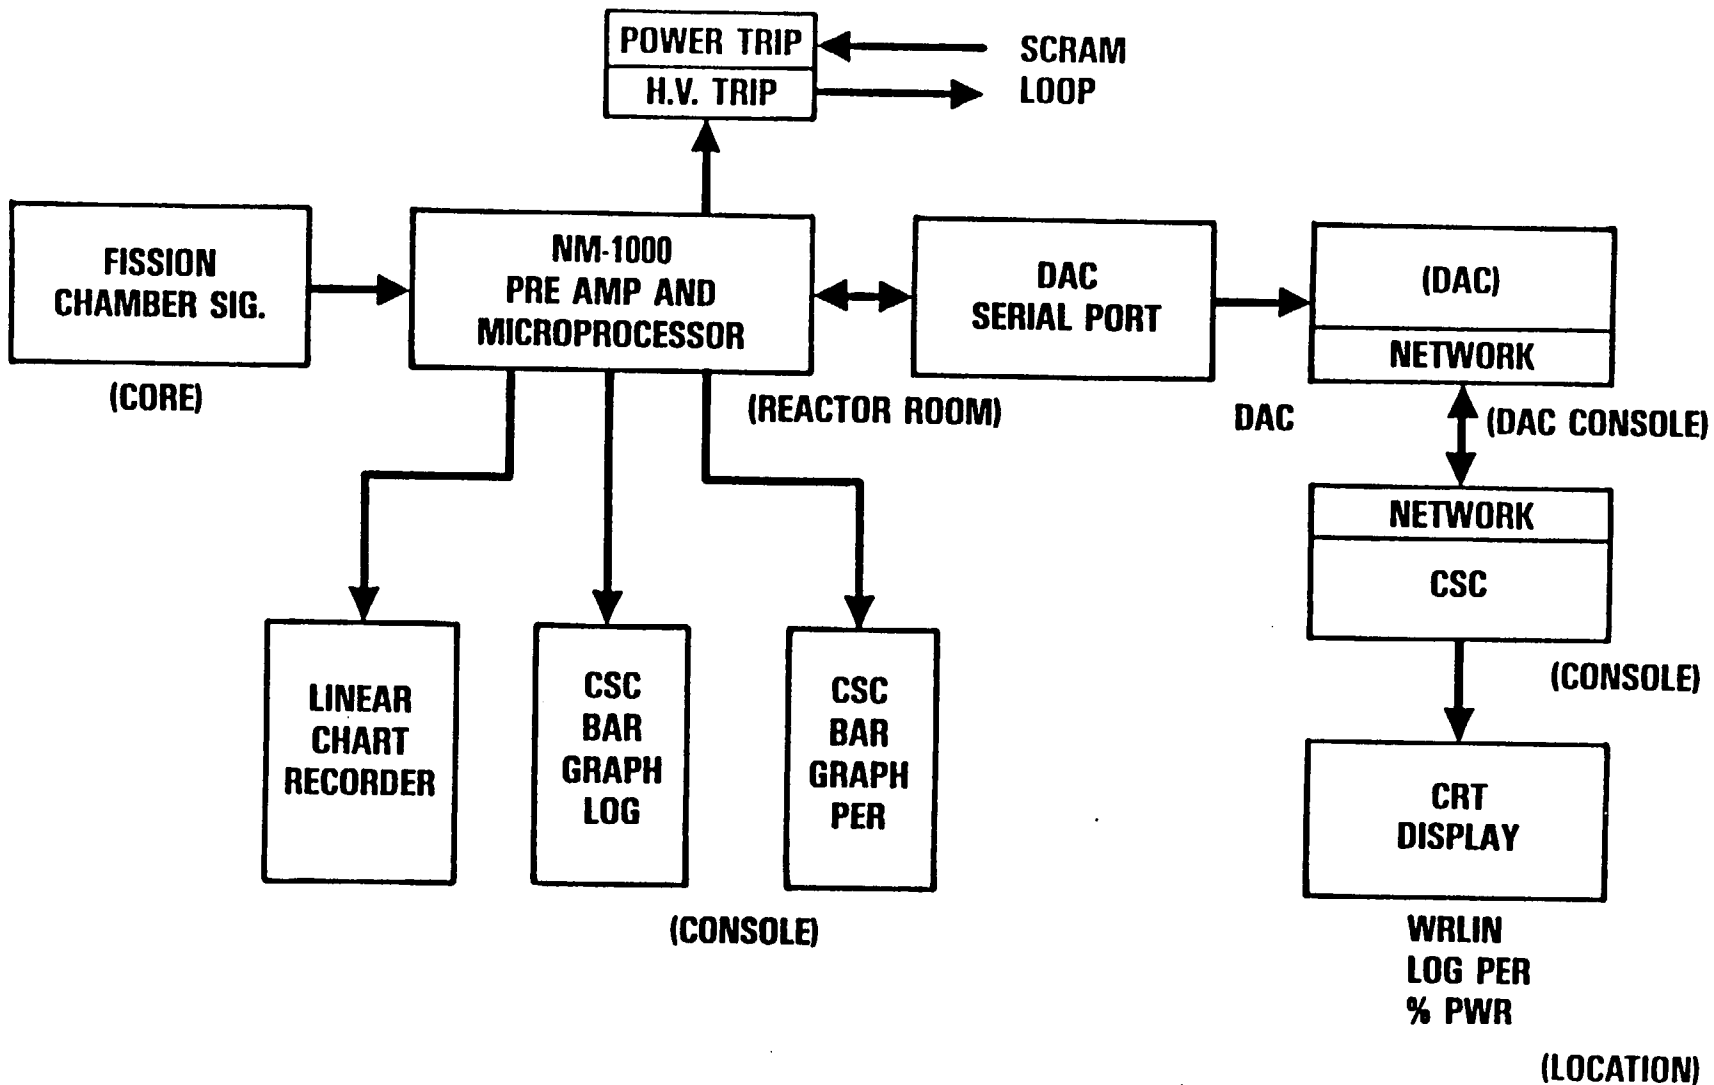 POWER TRIP
H.V. TRIP
SCRAM
LOOP
FISSION
CHAMBER SIG.
(CORE)
NM-1000
PRE AMP AND
MICROPROCESSOR
(REACTOR ROOM)
DAC
SERIAL PORT
DAC
(DAC)
NETWORK
(DAC CONSOLE)
NETWORK
CSC
(CONSOLE)
LINEAR
CHART
RECORDER
CSC
BAR
GRAPH
LOG
CSC
BAR
GRAPH
PER
(CONSOLE)
CRT
DISPLAY
WRLIN
LOG PER
% PWR
(LOCATION)